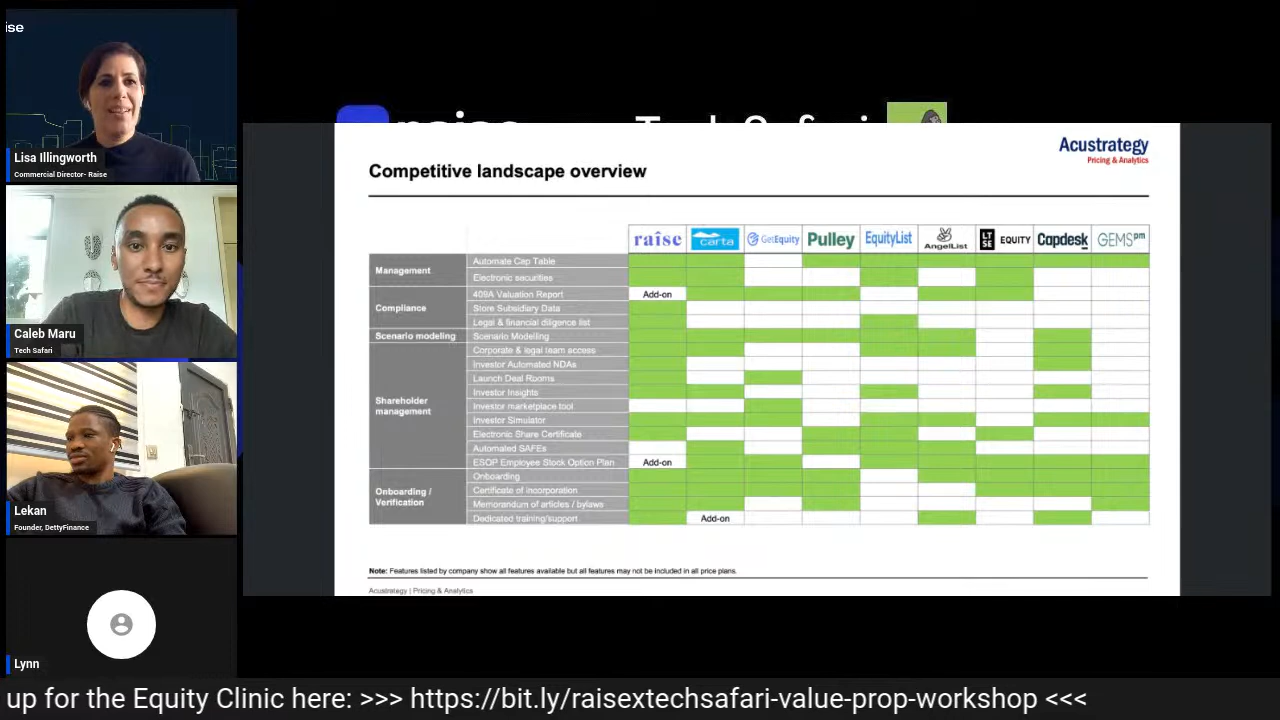 ise
Lisa Illingworth
Commercial Director- Raise
Caleb Maru
Tech Safari
Lekan
Founder, DettyFinance
Lynn
Acustrategy
Pricing & Analytics
Competitive landscape overview
raise carta GetEquity Pulley EquityList AngelList LTSE EQUITY Capdesk GEMSpm
Management
Automate Cap Table
Electronic securities
Compliance
409A Valuation Report Add-on
Store Subsidiary Data
Legal & financial diligence list
Scenario modeling Scenario Modelling
Shareholder management
Corporate & legal team access
Investor Automated NDAs
Launch Deal Rooms
Investor Insights
Investor marketplace tool
Investor Simulator
Electronic Share Certificate
Automated SAFEs
ESOP Employee Stock Option Plan Add-on
Onboarding / Verification
Onboarding
Certificate of incorporation
Memorandum of articles / bylaws
Dedicated training/support Add-on
Note: Features listed by company show all features available but all features may not be included in all price plans.
Acustrategy | Pricing & Analytics
up for the Equity Clinic here: >>> https://bit.ly/raisextechsafari-value-prop-workshop <<<